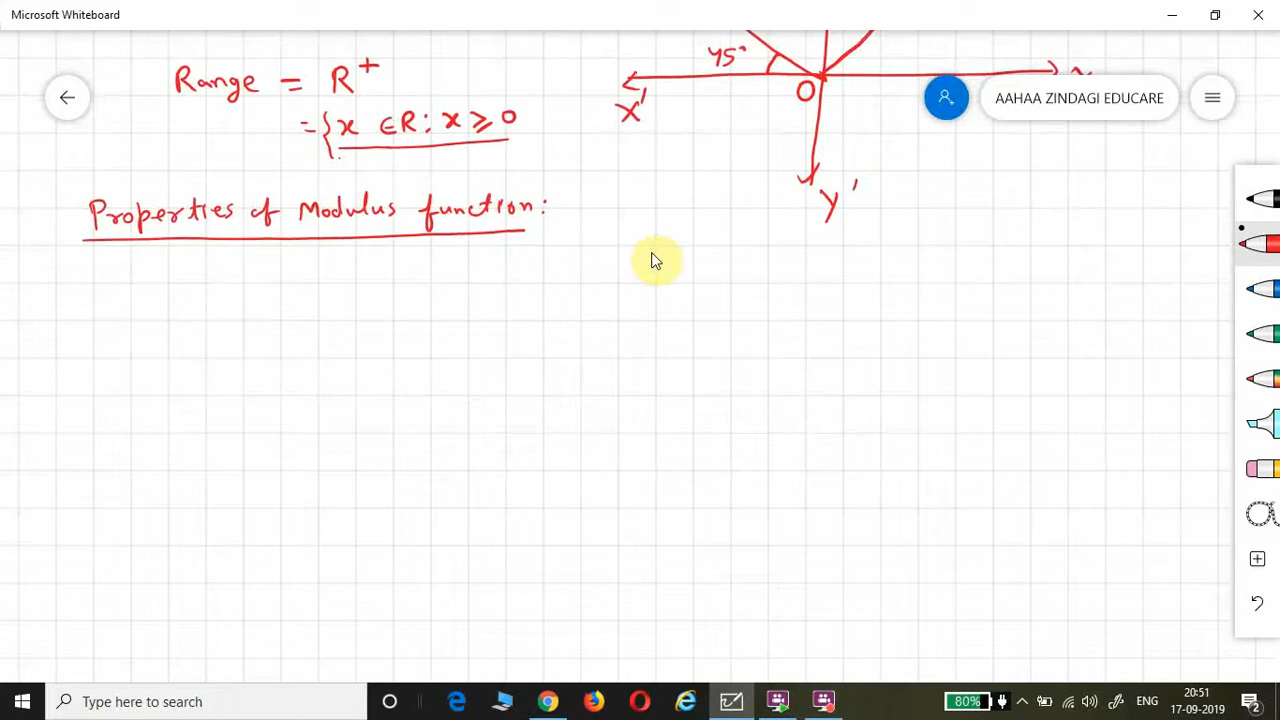 Microsoft Whiteboard
Range = R⁺
= {x ∈ R : x ⩾ 0
Properties of Modulus function:
45°
O
X'
Y'
AAHAA ZINDAGI EDUCARE
Type here to search
80%
ENG
20:51
17-09-2019
2